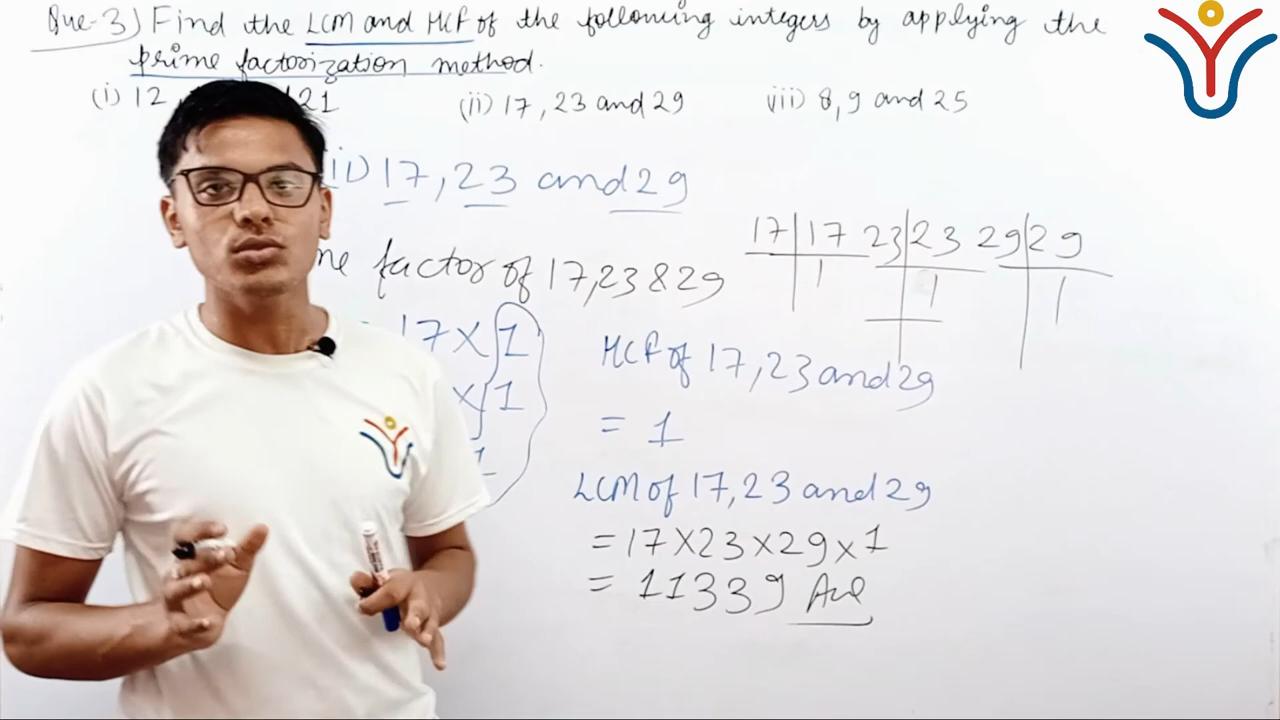 Que-3) Find the LCM and HCF of the following integers by applying the
prime factorization method.
(i) 12, and 21 (ii) 17, 23 and 29 (iii) 8, 9 and 25
(ii) 17, 23 and 29
factor of 17, 23 & 29
17 17 23 23 29 29
1 1 1
17 X 1
X 1
1
HCF of 17, 23 and 29
= 1
LCM of 17, 23 and 29
= 17 X 23 X 29 X 1
= 11339 Ans